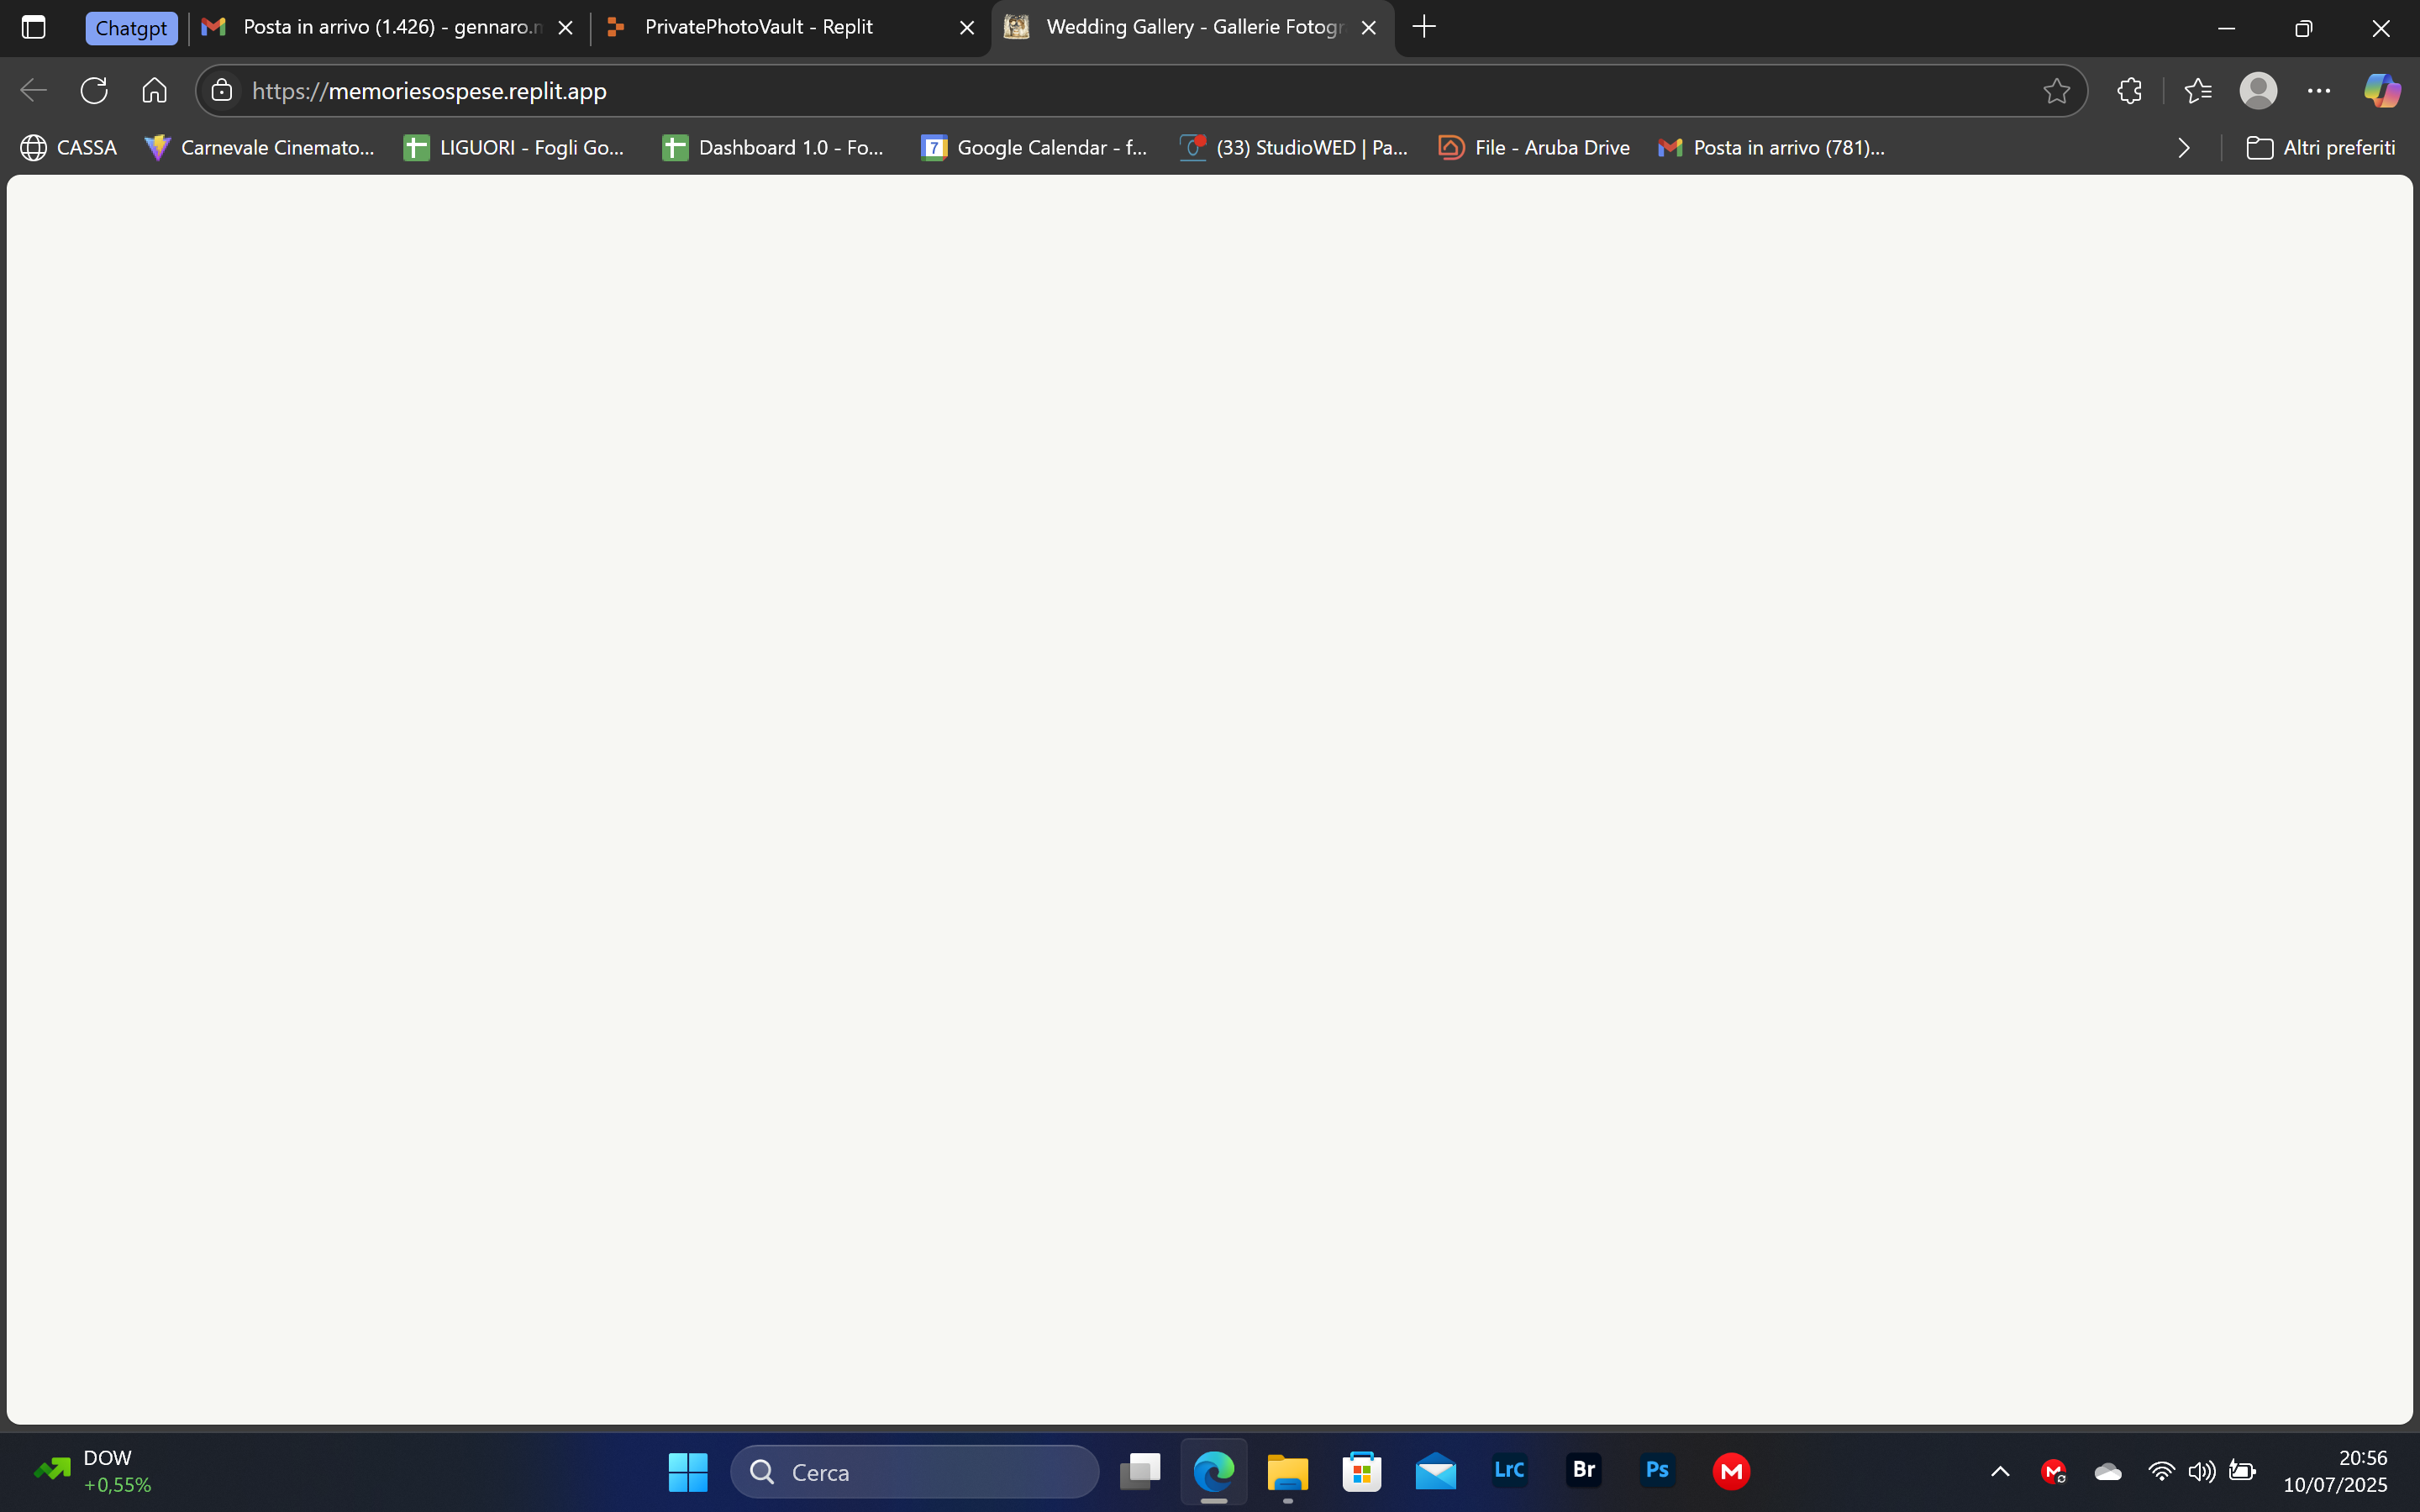 Chatgpt
Posta in arrivo (1.426) - gennaro.
PrivatePhotoVault - Replit
Wedding Gallery - Gallerie Fotogr
https://memoriesospese.replit.app
CASSA
Carnevale Cinemato...
LIGUORI - Fogli Go...
Dashboard 1.0 - Fo...
7
Google Calendar - f...
(33) StudioWED | Pa...
File - Aruba Drive
Posta in arrivo (781)...
Altri preferiti
DOW
+0,55%
Cerca
LrC
Br
Ps
M
M
20:56
10/07/2025